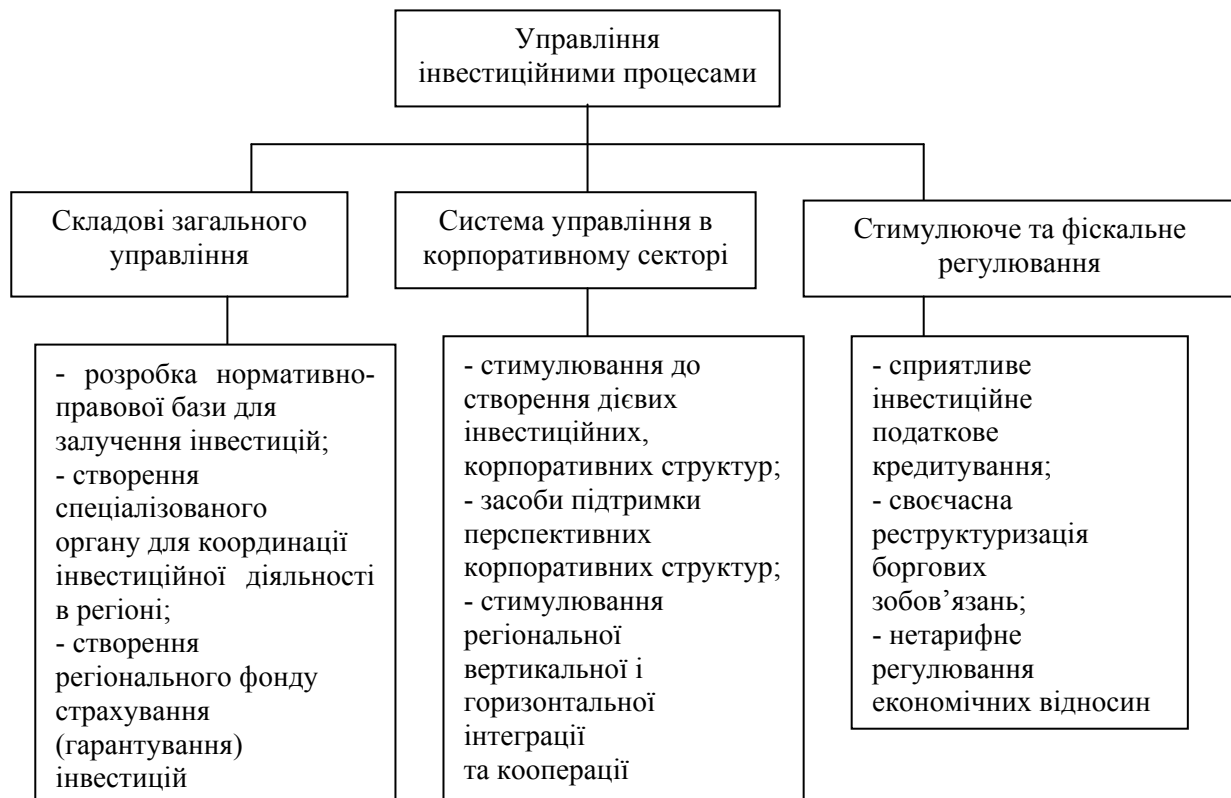 Управління
інвестиційними процесами
Складові загального
управління
Система управління в
корпоративному секторі
Стимулююче та фіскальне
регулювання
- розробка нормативно-
правової бази для
залучення інвестицій;
- створення
спеціалізованого
органу для координації
інвестиційної діяльності
в регіоні;
- створення
регіонального фонду
страхування
(гарантування)
інвестицій
- стимулювання до
створення дієвих
інвестиційних,
корпоративних структур;
- засоби підтримки
перспективних
корпоративних структур;
- стимулювання
регіональної
вертикальної і
горизонтальної
інтеграції
та кооперації
- сприятливе
інвестиційне
податкове
кредитування;
- своєчасна
реструктуризація
боргових
зобов’язань;
- нетарифне
регулювання
економічних відносин